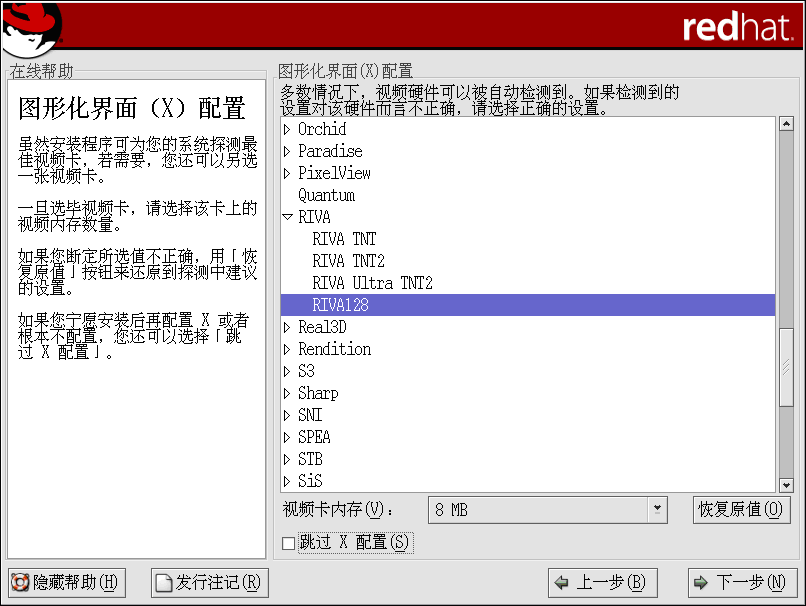 redhat.
在线帮助
图形化界面（X）配置
虽然安装程序可为您的系统探测最
佳视频卡，若需要，您还可以另选
一张视频卡。
一旦选毕视频卡，请选择该卡上的
视频内存数量。
如果您断定所选值不正确，用「恢
复原值」按钮来还原到探测中建议
的设置。
如果您宁愿安装后再配置 X 或者
根本不配置，您还可以选择「跳
过 X 配置」。
图形化界面(X)配置
多数情况下，视频硬件可以被自动检测到。如果检测到的
设置对该硬件而言不正确，请选择正确的设置。
Orchid
Paradise
PixelView
Quantum
RIVA
RIVA TNT
RIVA TNT2
RIVA Ultra TNT2
RIVA128
Real3D
Rendition
S3
Sharp
SNI
SPEA
STB
SiS
视频卡内存(V)：
8 MB
恢复原值(O)
跳过 X 配置(S)
隐藏帮助(H)
发行注记(R)
上一步(B)
下一步(N)